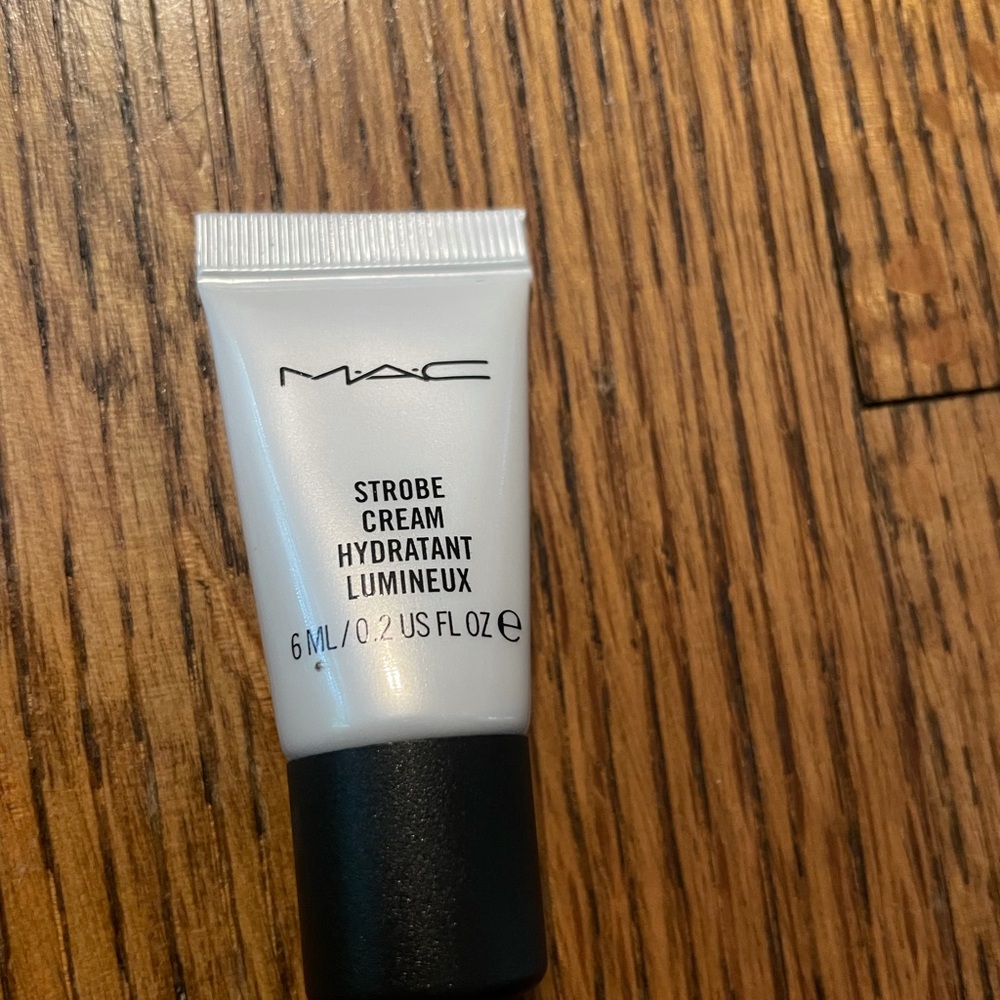 M·A·C
STROBE
CREAM
HYDRATANT
LUMINEUX
6 ML / 0.2 US FL OZ ℮